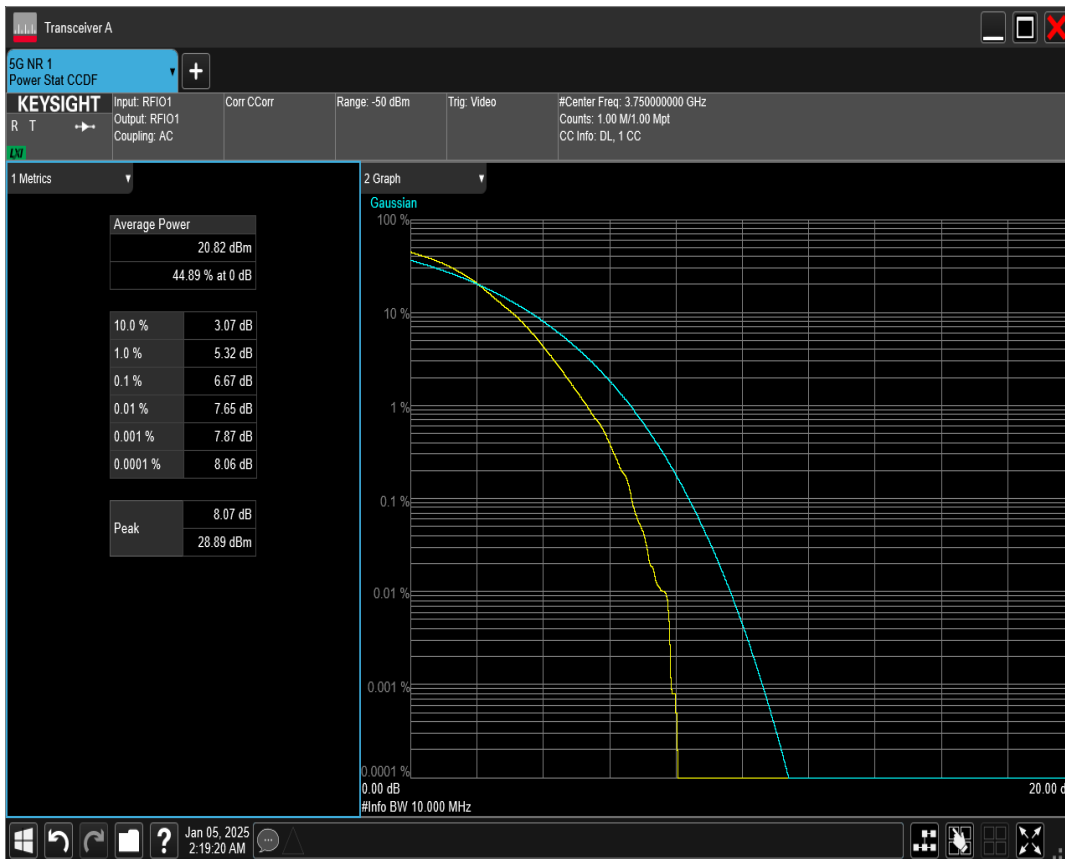 Transceiver A
5G NR 1
Power Stat CCDF
KEYSIGHT
R T
LXI
Input: RFIO1
Output: RFIO1
Coupling: AC
Corr CCorr
Range: -50 dBm
Trig: Video
#Center Freq: 3.750000000 GHz
Counts: 1.00 M/1.00 Mpt
CC Info: DL, 1 CC
1 Metrics
Average Power
20.82 dBm
44.89 % at 0 dB
10.0 % 3.07 dB
1.0 % 5.32 dB
0.1 % 6.67 dB
0.01 % 7.65 dB
0.001 % 7.87 dB
0.0001 % 8.06 dB
Peak
8.07 dB
28.89 dBm
2 Graph
Gaussian
100 %
10 %
1 %
0.1 %
0.01 %
0.001 %
0.0001 %
0.00 dB 20.00 d
#Info BW 10.000 MHz
?
Jan 05, 2025
2:19:20 AM